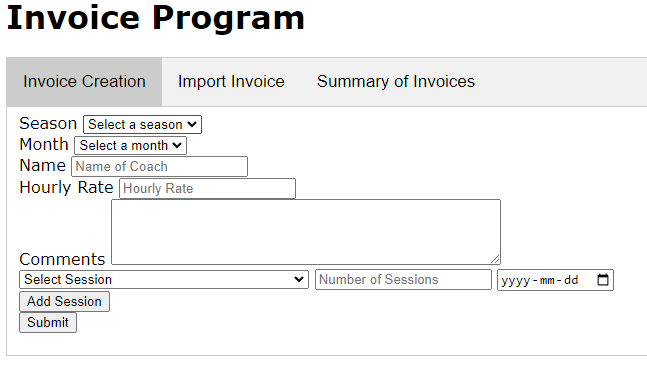 Invoice Program
Invoice Creation Import Invoice Summary of Invoices
Season Select a season
Month Select a month
Name Name of Coach
Hourly Rate Hourly Rate
Comments
Select Session Number of Sessions yyyy-mm-dd
Add Session
Submit